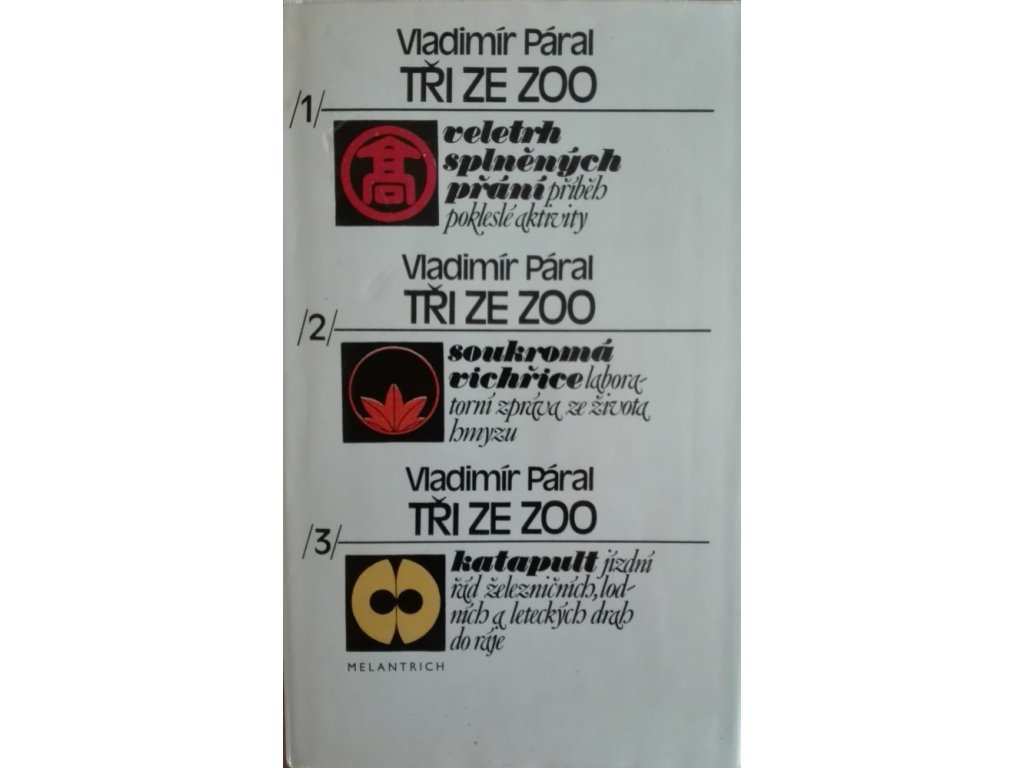 Vladimír Páral
TŘI ZE ZOO
/1/
髙
veletrh
splněných
přání příběh
pokleslé aktivity
Vladimír Páral
TŘI ZE ZOO
/2/
soukromá
vichřice labora-
torní zpráva ze života
hmyzu
Vladimír Páral
TŘI ZE ZOO
/3/
katapult jízdní
řád železničních, lod-
ních a leteckých drah
do ráje
MELANTRICH